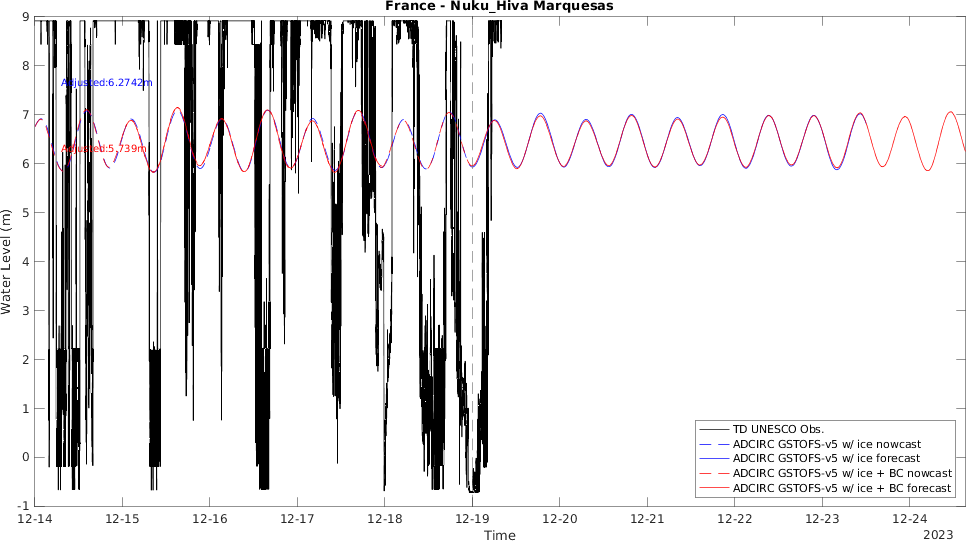 France - Nuku_Hiva Marquesas
9
8
Adjusted:6.2742m
7
Adjusted:5.739m
6
5
4
3
2
1
0
-1
Water Level (m)
TD UNESCO Obs.
ADCIRC GSTOFS-v5 w/ ice nowcast
ADCIRC GSTOFS-v5 w/ ice forecast
ADCIRC GSTOFS-v5 w/ ice + BC nowcast
ADCIRC GSTOFS-v5 w/ ice + BC forecast
12-14 12-15 12-16 12-17 12-18 12-19 12-20 12-21 12-22 12-23 12-24
Time
2023